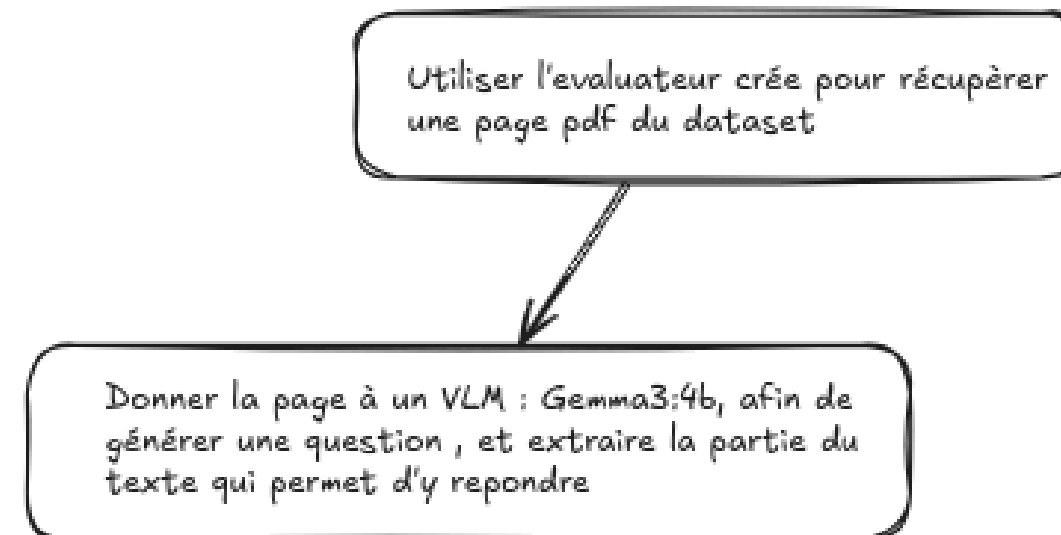 Utiliser l'evaluateur crée pour récupèrer
une page pdf du dataset
Donner la page à un VLM : Gemma3:4b, afin de
générer une question , et extraire la partie du
texte qui permet d'y repondre